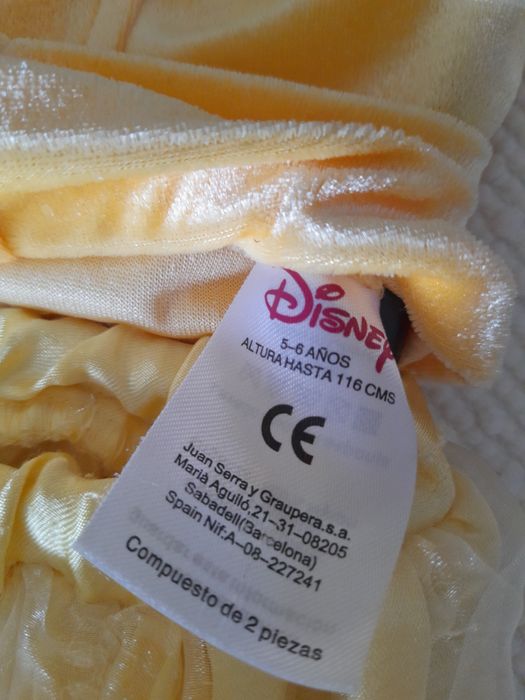 DISNEY
5-6 AÑOS
ALTURA HASTA 116 CMS
CE
Juan Serra y Graupera.s.a.
Marià Agulló,21-31-08205
Sabadell(Barcelona)
Spain Nif.A-08-227241
Compuesto de 2 piezas